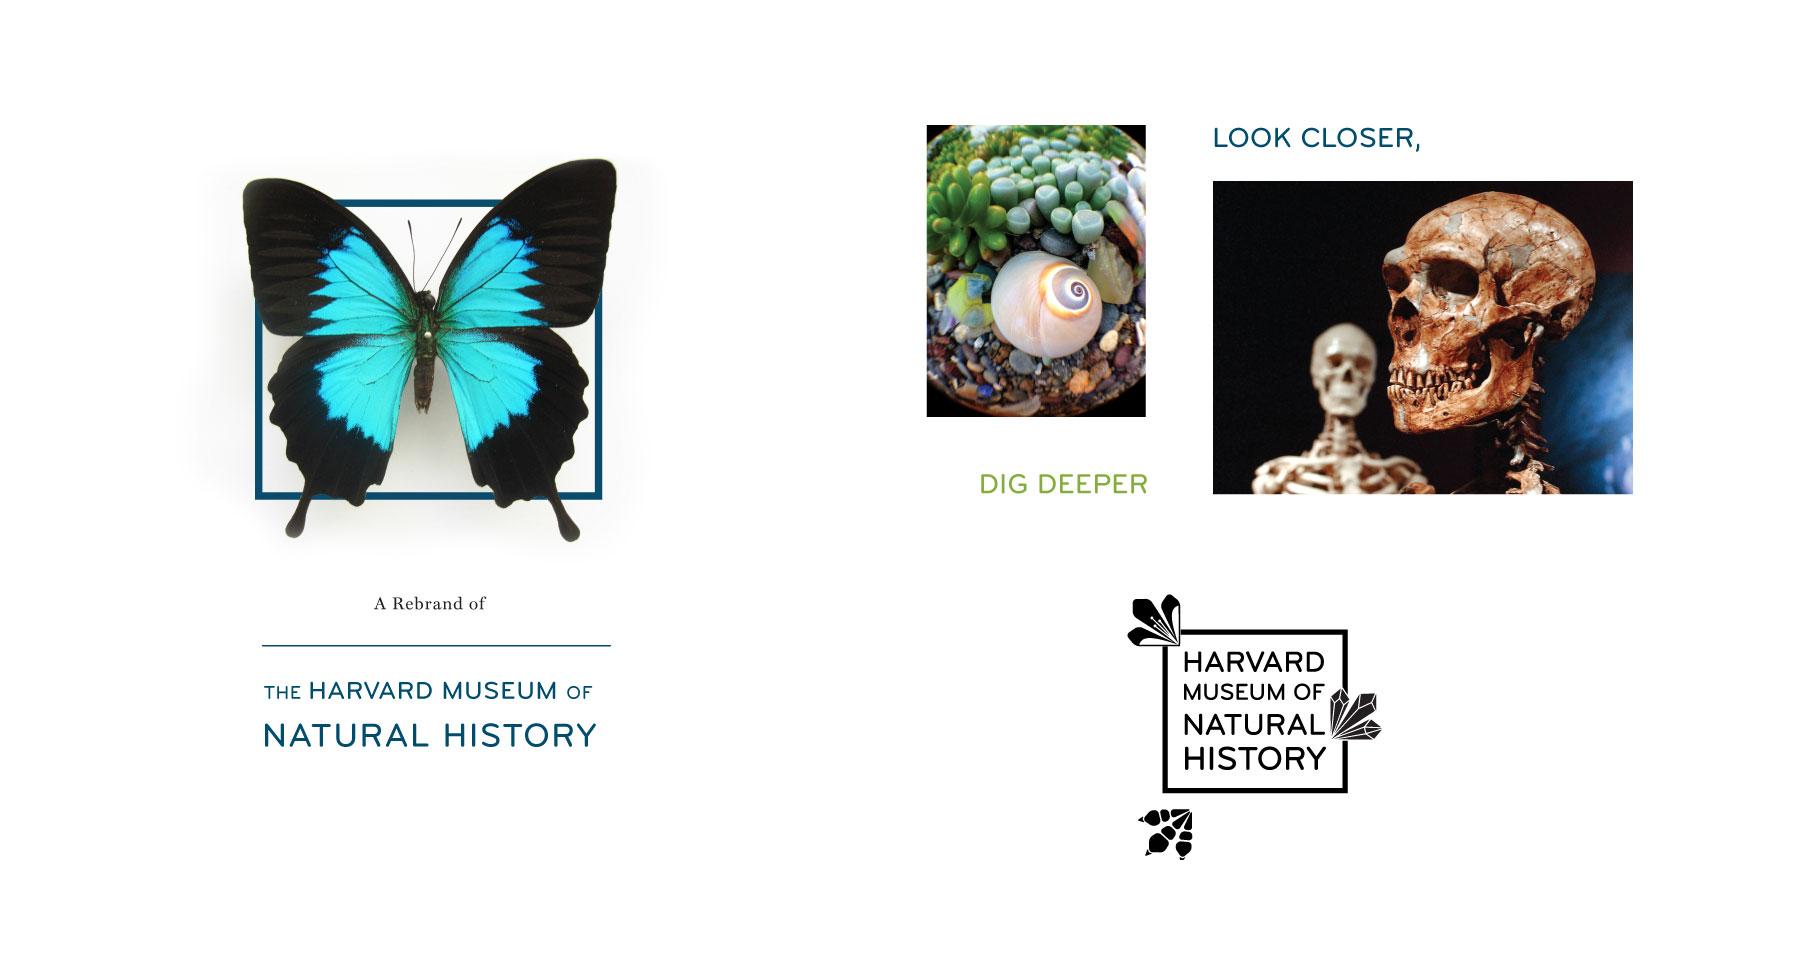 A Rebrand of
THE HARVARD MUSEUM OF
NATURAL HISTORY
LOOK CLOSER,
DIG DEEPER
HARVARD
MUSEUM OF
NATURAL
HISTORY